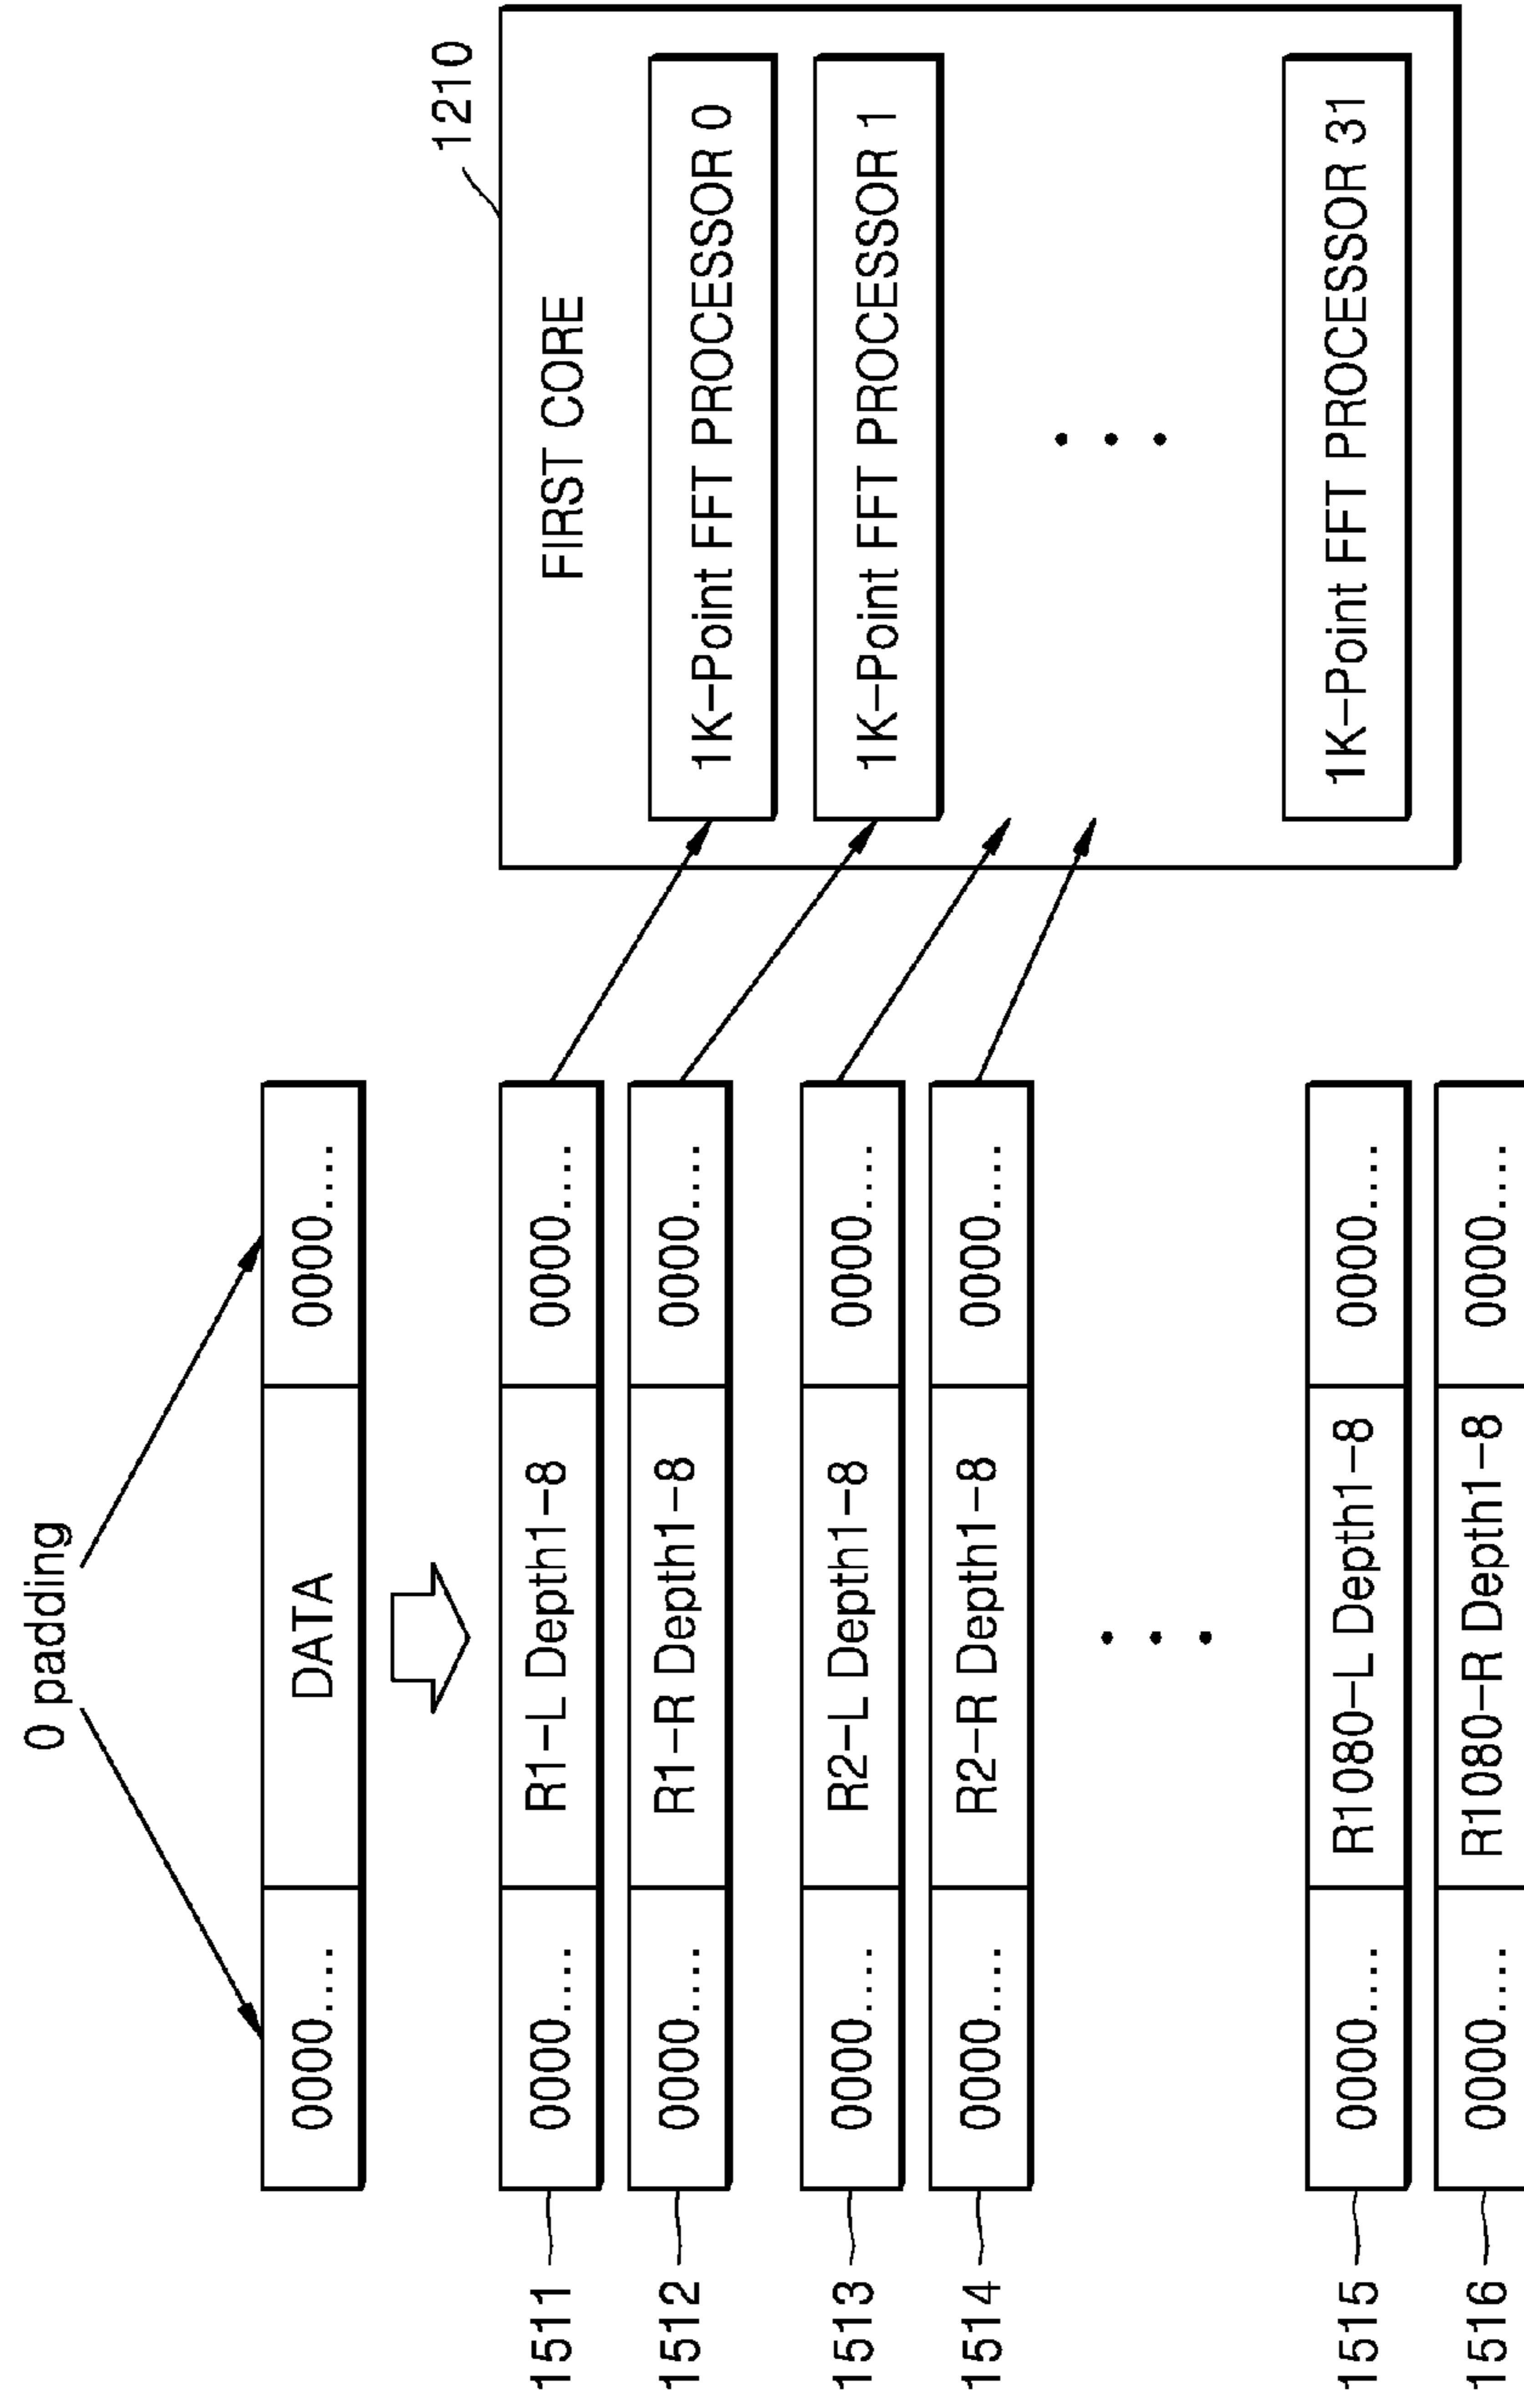 0 padding
0000....
DATA
0000....
1511
0000....
R1-L Depth1-8
0000....
1512
0000....
R1-R Depth1-8
0000....
1513
0000....
R2-L Depth1-8
0000....
1514
0000....
R2-R Depth1-8
0000....
1515
0000....
R1080-L Depth1-8
0000....
1516
0000....
R1080-R Depth1-8
0000....
1210
FIRST CORE
1K-Point FFT PROCESSOR 0
1K-Point FFT PROCESSOR 1
1K-Point FFT PROCESSOR 31